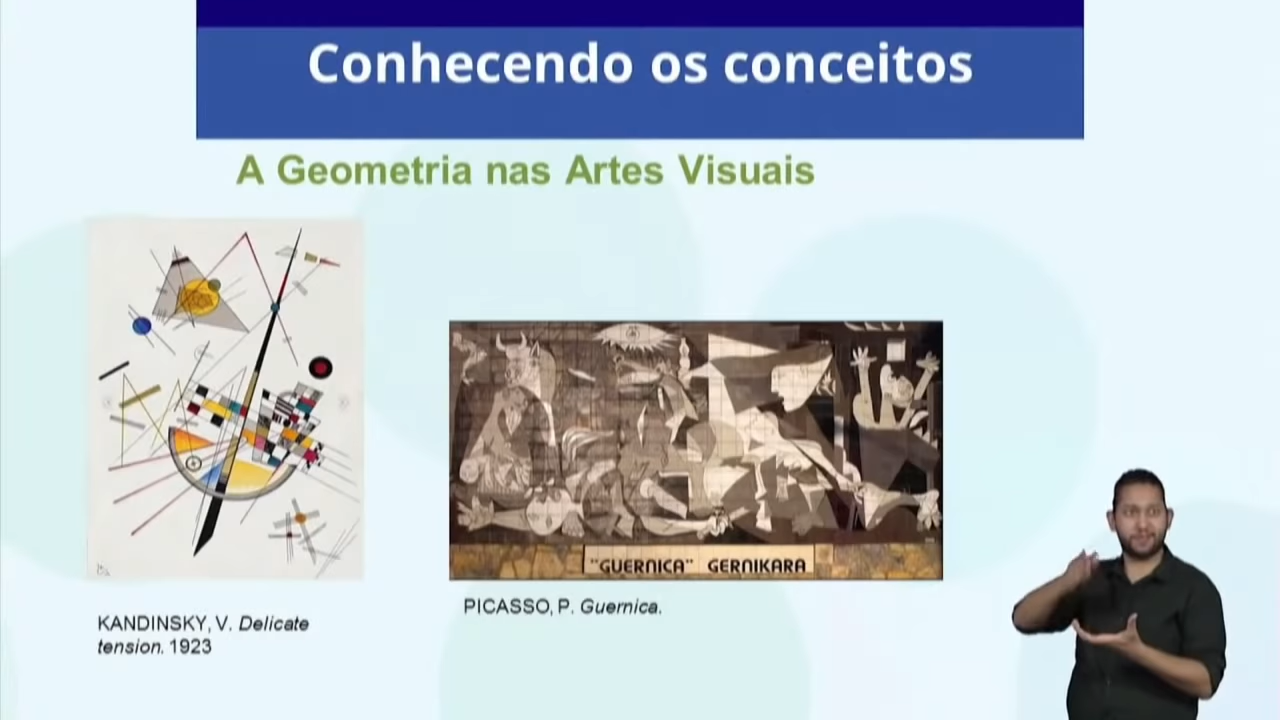 Conhecendo os conceitos
A Geometria nas Artes Visuais
"GUERNICA" GERNIKARA
KANDINSKY, V. Delicate
tension. 1923
PICASSO, P. Guernica.